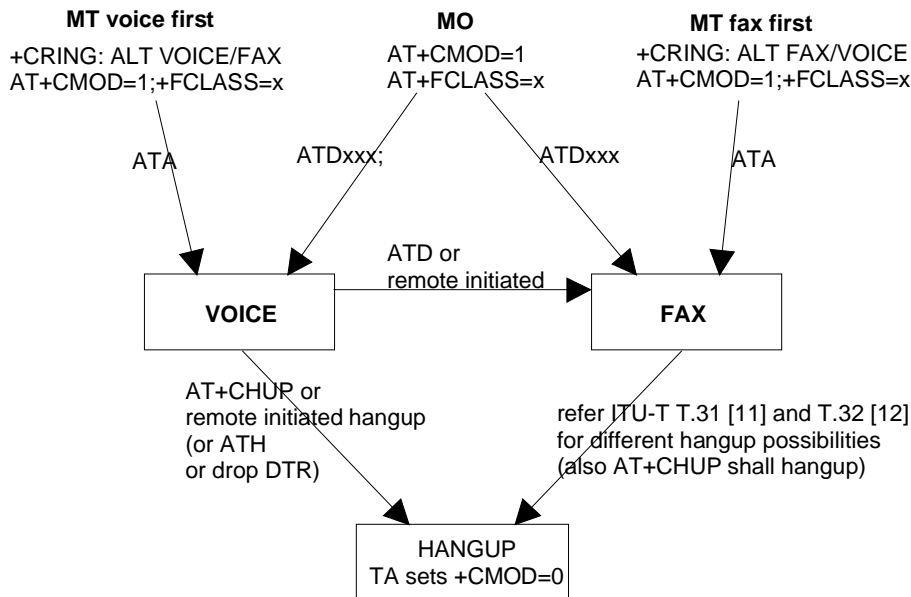 MT voice first
+CRING: ALT VOICE/FAX
AT+CMOD=1;+FCLASS=x
MO
AT+CMOD=1
AT+FCLASS=x
MT fax first
+CRING: ALT FAX/VOICE
AT+CMOD=1;+FCLASS=x
ATA
ATDxxx;
ATDxxx
ATA
ATD or
remote initiated
VOICE
FAX
AT+CHUP or
remote initiated hangup
(or ATH
or drop DTR)
refer ITU-T T.31 [11] and T.32 [12]
for different hangup possibilities
(also AT+CHUP shall hangup)
HANGUP
TA sets +CMOD=0